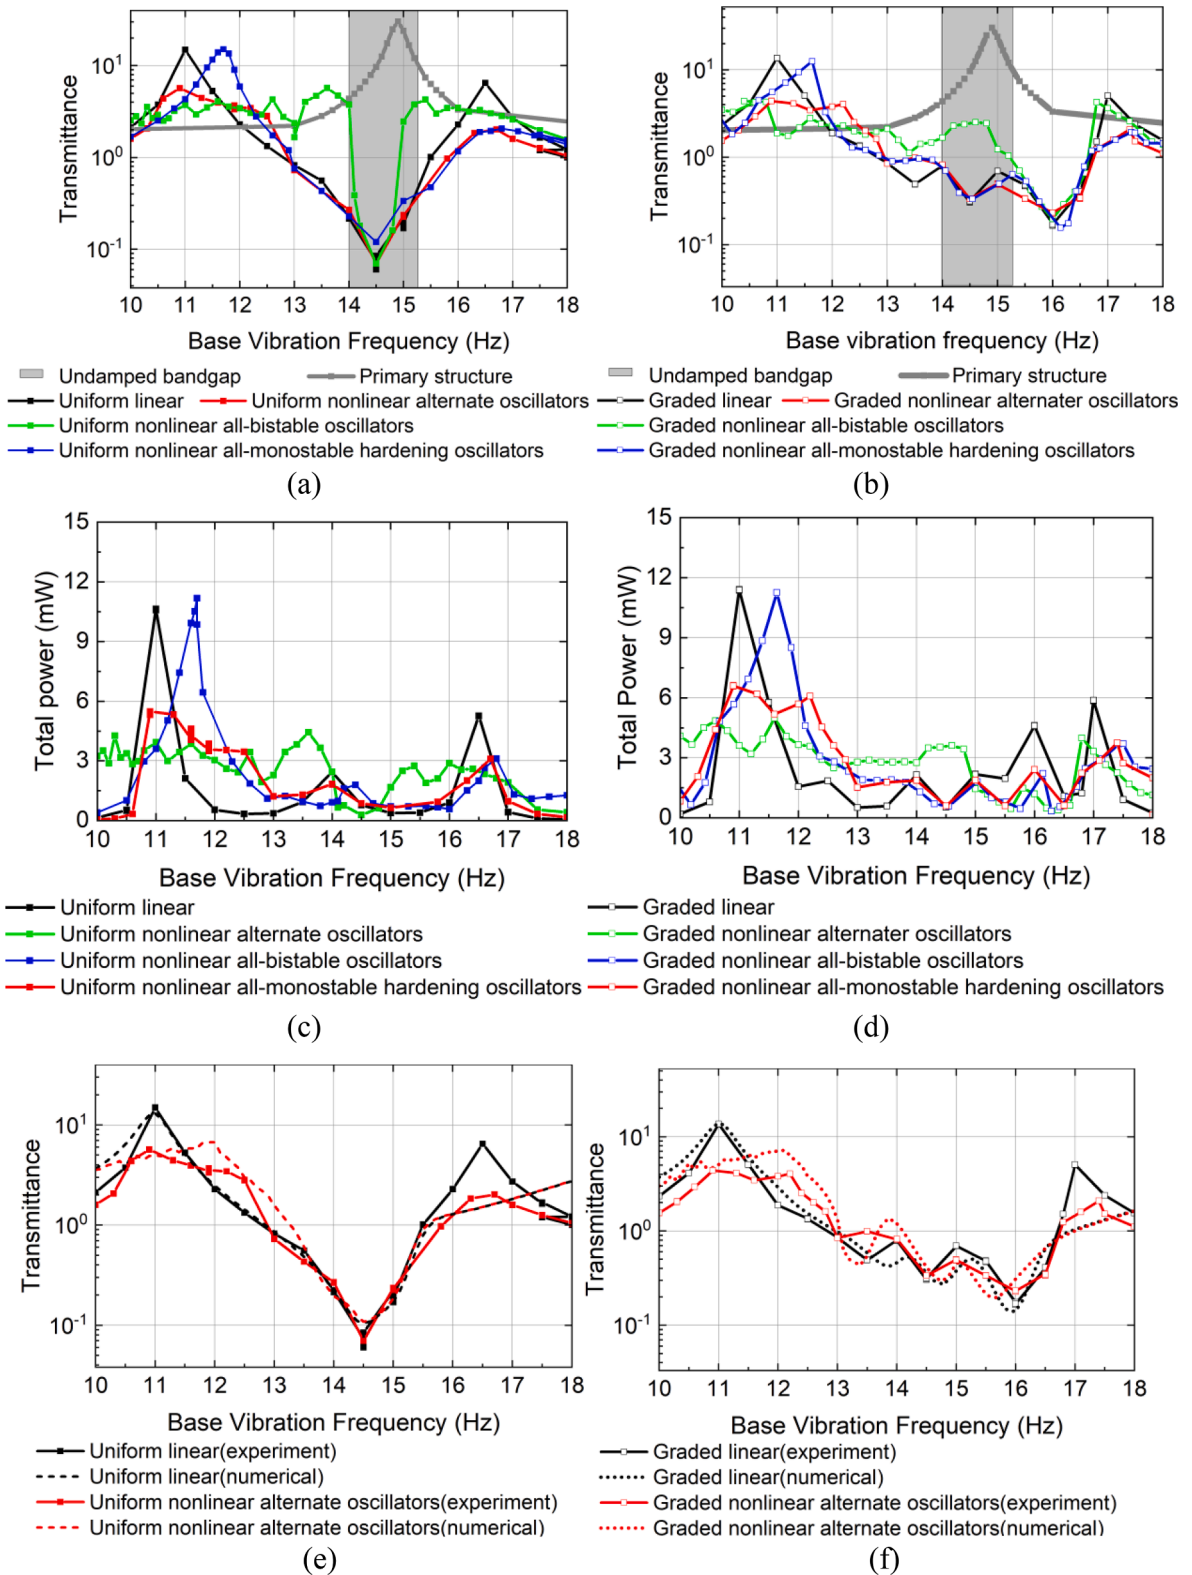 10¹
10⁰
10⁻¹
Transmittance
10 11 12 13 14 15 16 17 18
Base Vibration Frequency (Hz)
Undamped bandgap Primary structure
Uniform linear Uniform nonlinear alternate oscillators
Uniform nonlinear all-bistable oscillators
Uniform nonlinear all-monostable hardening oscillators
(a)
10¹
10⁰
10⁻¹
Transmittance
10 11 12 13 14 15 16 17 18
Base vibration frequency (Hz)
Undamped bandgap Primary structure
Graded linear Graded nonlinear alternater oscillators
Graded nonlinear all-bistable oscillators
Graded nonlinear all-monostable hardening oscillators
(b)
15
12
9
6
3
0
Total power (mW)
10 11 12 13 14 15 16 17 18
Base Vibration Frequency (Hz)
Uniform linear
Uniform nonlinear alternate oscillators
Uniform nonlinear all-bistable oscillators
Uniform nonlinear all-monostable hardening oscillators
(c)
15
12
9
6
3
0
Total Power (mW)
10 11 12 13 14 15 16 17 18
Base Vibration Frequency (Hz)
Graded linear
Graded nonlinear alternater oscillators
Graded nonlinear all-bistable oscillators
Graded nonlinear all-monostable hardening oscillators
(d)
10¹
10⁰
10⁻¹
Transmittance
10 11 12 13 14 15 16 17 18
Base Vibration Frequency (Hz)
Uniform linear(experiment)
Uniform linear(numerical)
Uniform nonlinear alternate oscillators(experiment)
Uniform nonlinear alternate oscillators(numerical)
(e)
10¹
10⁰
10⁻¹
Transmittance
10 11 12 13 14 15 16 17 18
Base Vibration Frequency (Hz)
Graded linear(experiment)
Graded linear(numerical)
Graded nonlinear alternate oscillators(experiment)
Graded nonlinear alternate oscillators(numerical)
(f)